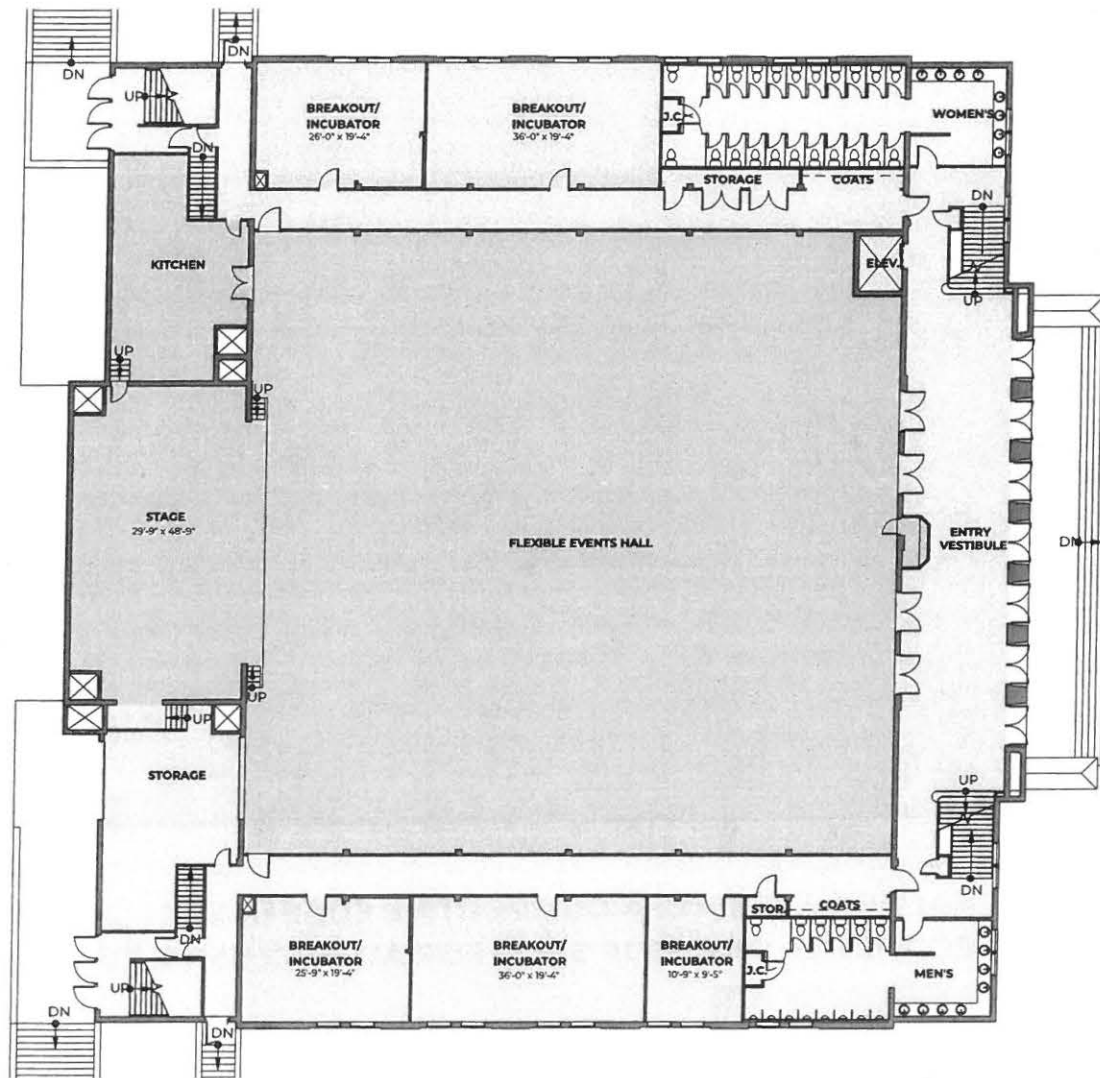 DN
DN
UP
BREAKOUT/
INCUBATOR
26'-0" x 19'-4"
BREAKOUT/
INCUBATOR
36'-0" x 19'-4"
J.C.
WOMEN'S
DN
STORAGE
COATS
DN
KITCHEN
ELEV.
UP
UP
UP
STAGE
29'-9" x 48'-9"
FLEXIBLE EVENTS HALL
ENTRY
VESTIBULE
DN
UP
UP
STORAGE
UP
DN
STOR.
COATS
DN
BREAKOUT/
INCUBATOR
25'-9" x 19'-4"
BREAKOUT/
INCUBATOR
36'-0" x 19'-4"
BREAKOUT/
INCUBATOR
10'-9" x 9'-5"
J.C.
MEN'S
UP
DN
DN